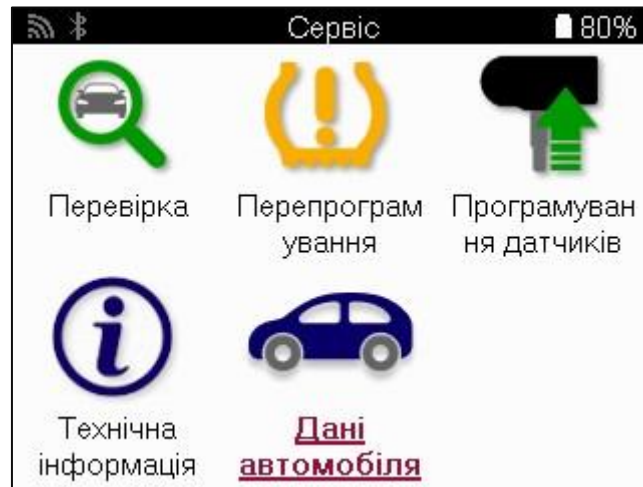 Сервіс 80%
Перевірка
Перепрограм
ування
Програмуван
ня датчиків
Технічна
інформація
Дані
автомобіля